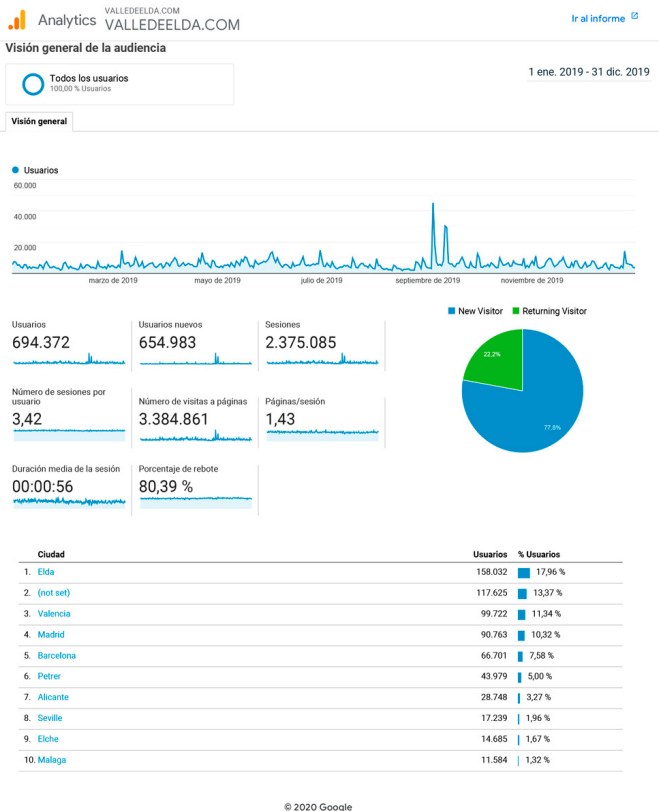 Analytics
VALLEDEELDA.COM
VALLEDEELDA.COM
Ir al informe
Visión general de la audiencia
Todos los usuarios
100,00 % Usuarios
1 ene. 2019 - 31 dic. 2019
Visión general
Usuarios
60.000
40.000
20.000
marzo de 2019 mayo de 2019 julio de 2019 septiembre de 2019 noviembre de 2019
New Visitor Returning Visitor
22,2%
77,8%
Usuarios
694.372
Usuarios nuevos
654.983
Sesiones
2.375.085
Número de sesiones por
usuario
3,42
Número de visitas a páginas
3.384.861
Páginas/sesión
1,43
Duración media de la sesión
00:00:56
Porcentaje de rebote
80,39 %
Ciudad Usuarios % Usuarios
1. Elda 158.032 17,96 %
2. (not set) 117.625 13,37 %
3. Valencia 99.722 11,34 %
4. Madrid 90.763 10,32 %
5. Barcelona 66.701 7,58 %
6. Petrer 43.979 5,00 %
7. Alicante 28.748 3,27 %
8. Seville 17.239 1,96 %
9. Elche 14.685 1,67 %
10. Malaga 11.584 1,32 %
© 2020 Google